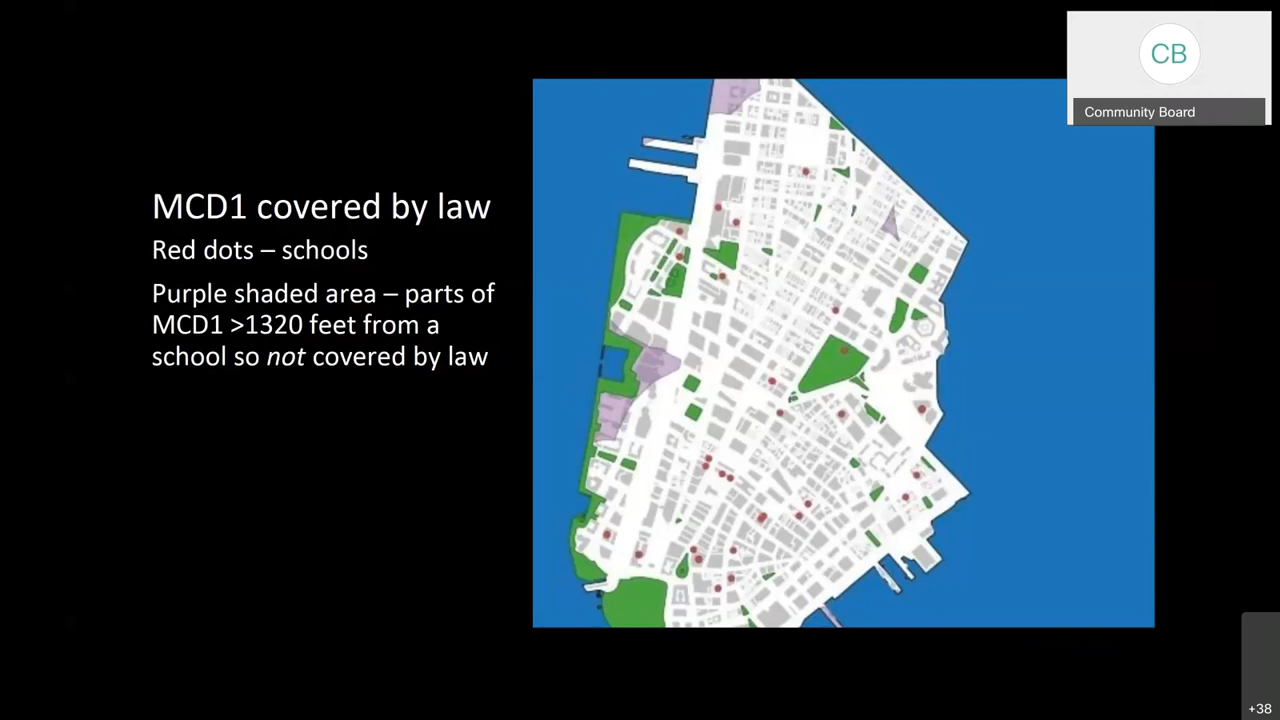 CB
Community Board
MCD1 covered by law
Red dots – schools
Purple shaded area – parts of
MCD1 >1320 feet from a
school so not covered by law
+38